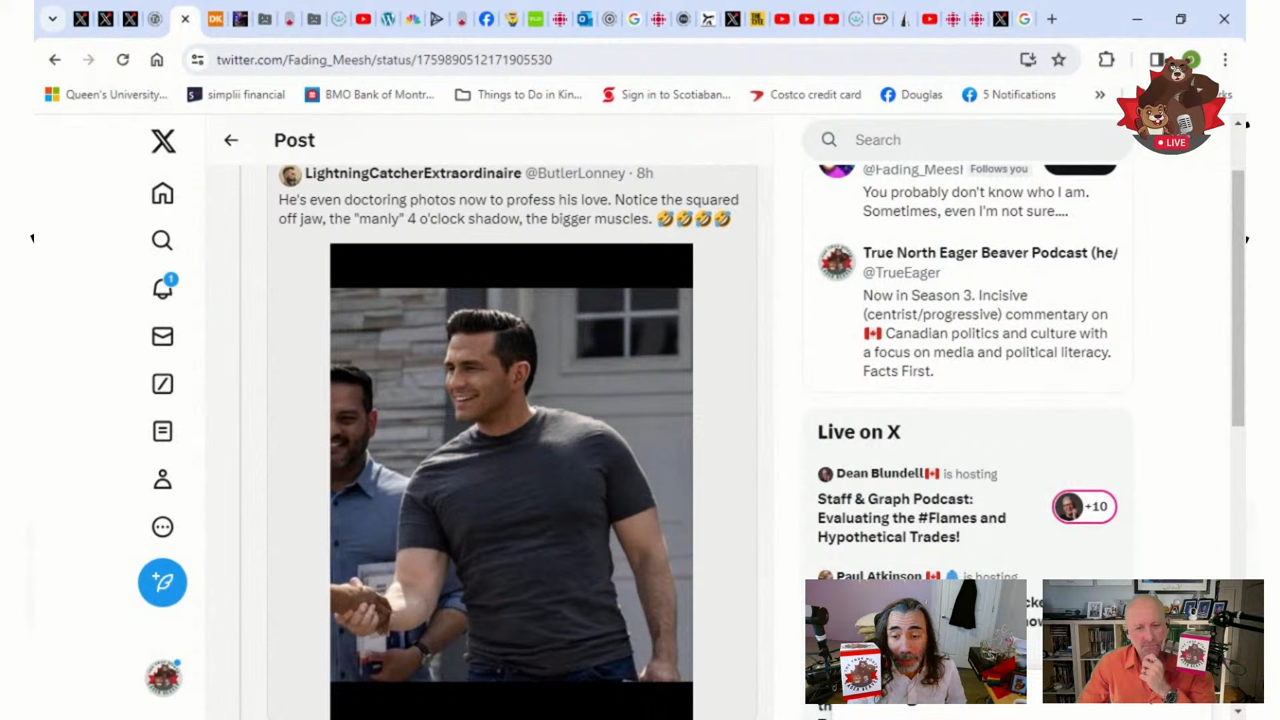 twitter.com/Fading_Meesh/status/1759890512171905530
Queen's University...
simplii financial
BMO Bank of Montr...
Things to Do in Kin...
Sign in to Scotiaban...
Costco credit card
Douglas
5 Notifications
LIVE
Post
Search
LightningCatcherExtraordinaire @ButlerLonney · 8h
He's even doctoring photos now to profess his love. Notice the squared
off jaw, the "manly" 4 o'clock shadow, the bigger muscles. 🤣🤣🤣🤣
@Fading_Meesh Follows you
You probably don't know who I am.
Sometimes, even I'm not sure....
True North Eager Beaver Podcast (he/
@TrueEager
Now in Season 3. Incisive
(centrist/progressive) commentary on
🇨🇦 Canadian politics and culture with
a focus on media and political literacy.
Facts First.
Live on X
Dean Blundell🇨🇦 is hosting
Staff & Graph Podcast:
Evaluating the #Flames and
Hypothetical Trades!
+10
Paul Atkinson 🇨🇦 is hosting
1